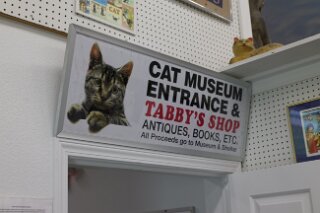 CAT MUSEUM
ENTRANCE &
TABBY'S SHOP
ANTIQUES, BOOKS, ETC.
All Proceeds go to Museum & Shelter